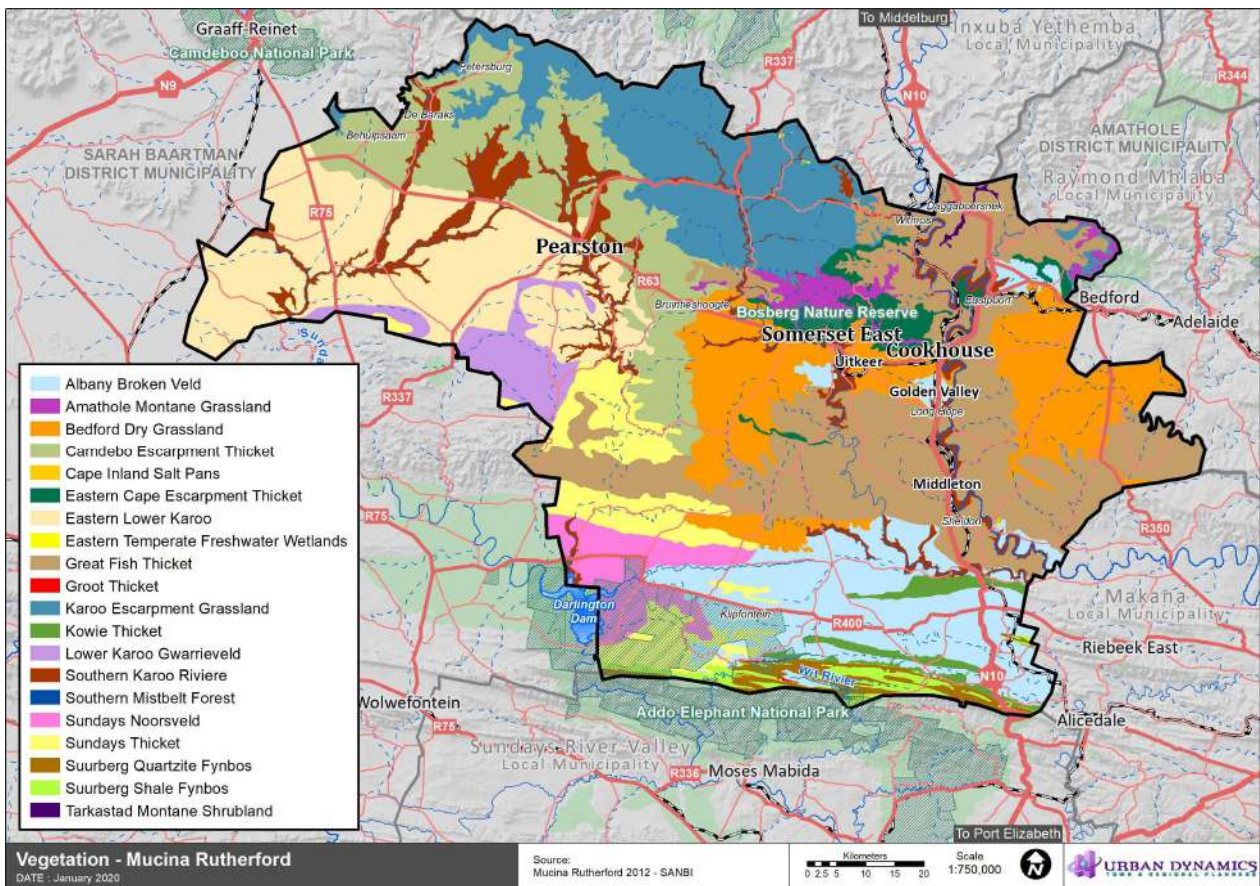 To Middelburg
Graaff-Reinet
Camdeboo National Park
Inxuba Yethemba
Local Municipality
N9
R337
N10
R344
Petersburg
De Baraks
Behulpsaam
SARAH BAARTMAN
DISTRICT MUNICIPALITY
AMATHOLE
DISTRICT MUNICIPALITY
Raymond Mhlaba
Local Municipality
R75
Daggaboersnek
Witmos
Pearston
R63
Bruintjieshoogte
Eastpoort
Bedford
Bosberg Nature Reserve
Adelaide
Somerset East
Cookhouse
Uitkeer
Golden Valley
Long Hope
R337
Middleton
Sheldon
R75
R350
Darlington
Dam
Klipfontein
R400
Makana
Local Municipality
Riebeek East
Wit Rivier
N10
Wolwefontein
Addo Elephant National Park
Alicedale
R75
Sundays River Valley
Local Municipality
R336
Moses Mabida
To Port Elizabeth
Albany Broken Veld
Amathole Montane Grassland
Bedford Dry Grassland
Camdebo Escarpment Thicket
Cape Inland Salt Pans
Eastern Cape Escarpment Thicket
Eastern Lower Karoo
Eastern Temperate Freshwater Wetlands
Great Fish Thicket
Groot Thicket
Karoo Escarpment Grassland
Kowie Thicket
Lower Karoo Gwarrieveld
Southern Karoo Riviere
Southern Mistbelt Forest
Sundays Noorsveld
Sundays Thicket
Suurberg Quartzite Fynbos
Suurberg Shale Fynbos
Tarkastad Montane Shrubland
Vegetation - Mucina Rutherford
DATE : January 2020
Source:
Mucina Rutherford 2012 - SANBI
Kilometers
0 2.5 5 10 15 20
Scale
1:750,000
N
URBAN DYNAMICS
TOWN & REGIONAL PLANNERS